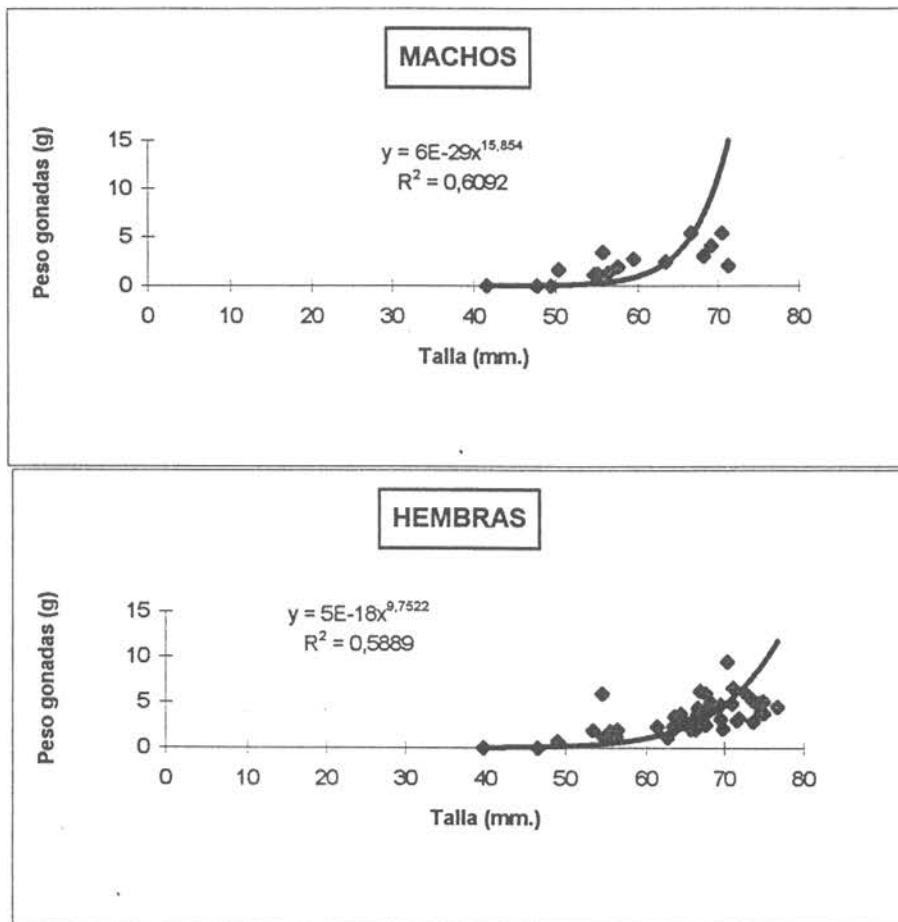 MACHOS
y = 6E-29x^15,854
R² = 0,6092
Peso gonadas (g)
15
10
5
0
0 10 20 30 40 50 60 70 80
Talla (mm.)
HEMBRAS
y = 5E-18x^9,7522
R² = 0,5889
Peso gonadas (g)
15
10
5
0
0 10 20 30 40 50 60 70 80
Talla (mm.)